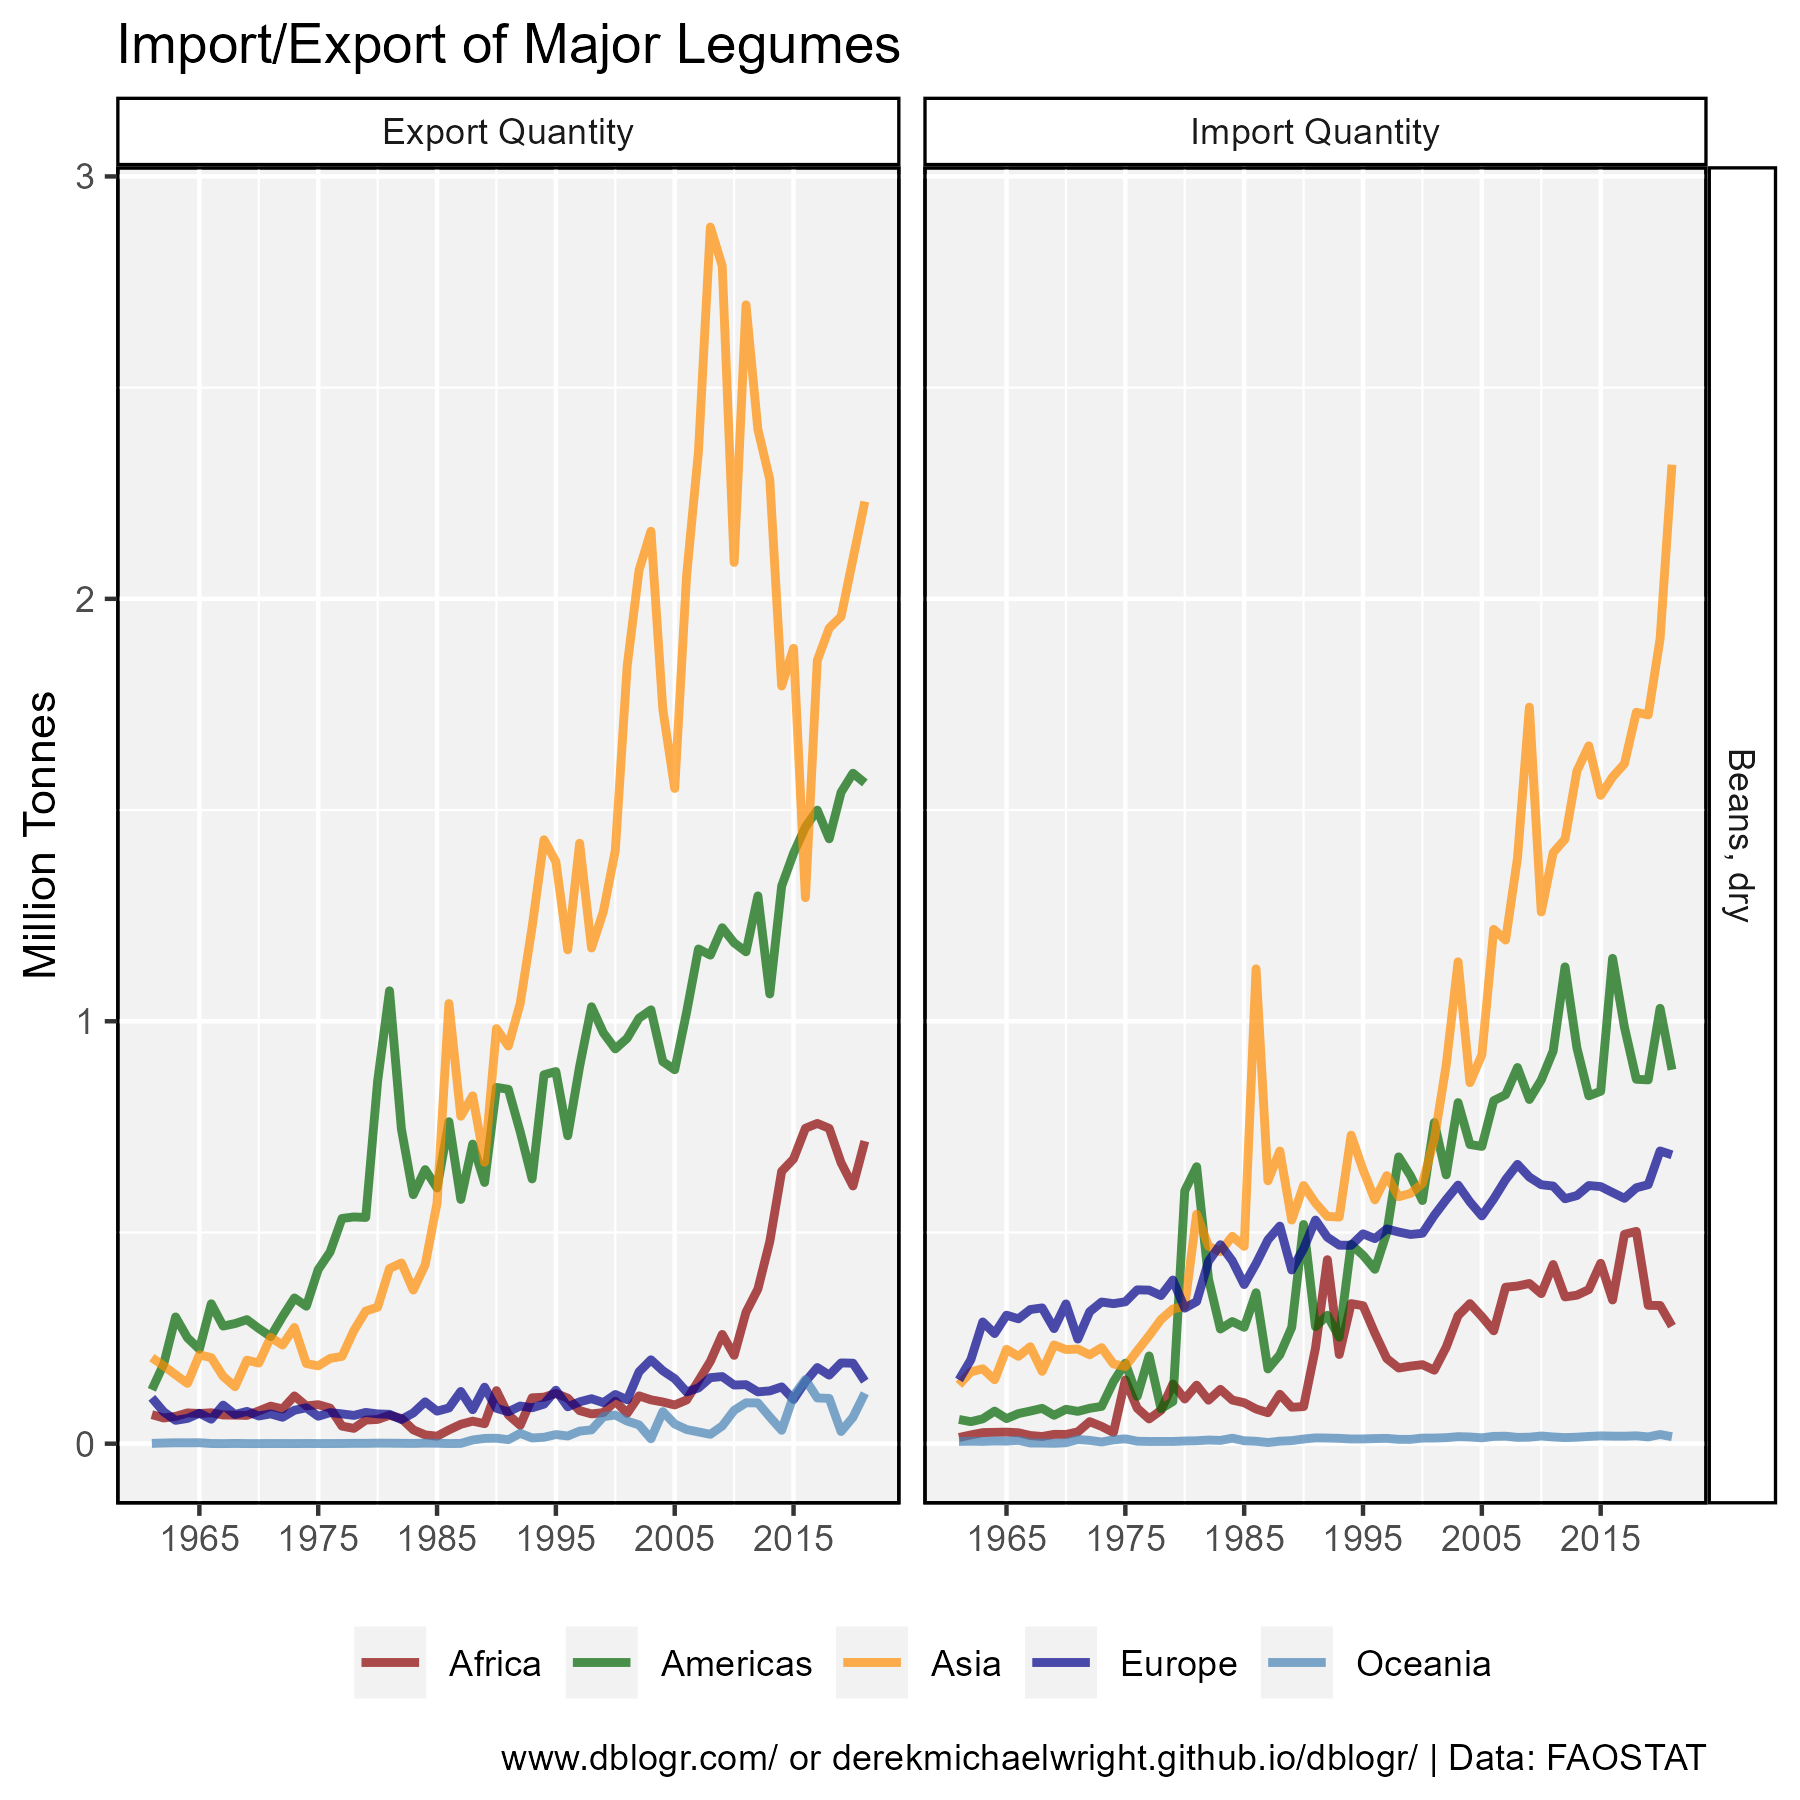 Import/Export of Major Legumes
Export Quantity
Import Quantity
3
2
1
0
Million Tonnes
Beans, dry
1965 1975 1985 1995 2005 2015
1965 1975 1985 1995 2005 2015
Africa Americas Asia Europe Oceania
www.dblogr.com/ or derekmichaelwright.github.io/dblogr/ | Data: FAOSTAT